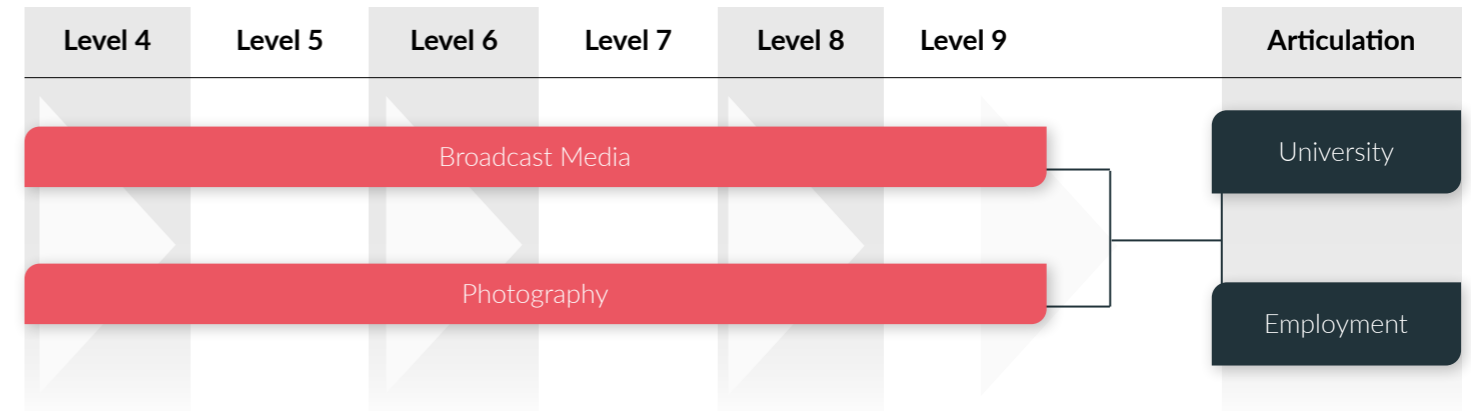 Level 4 Level 5 Level 6 Level 7 Level 8 Level 9 Articulation
Broadcast Media
University
Photography
Employment